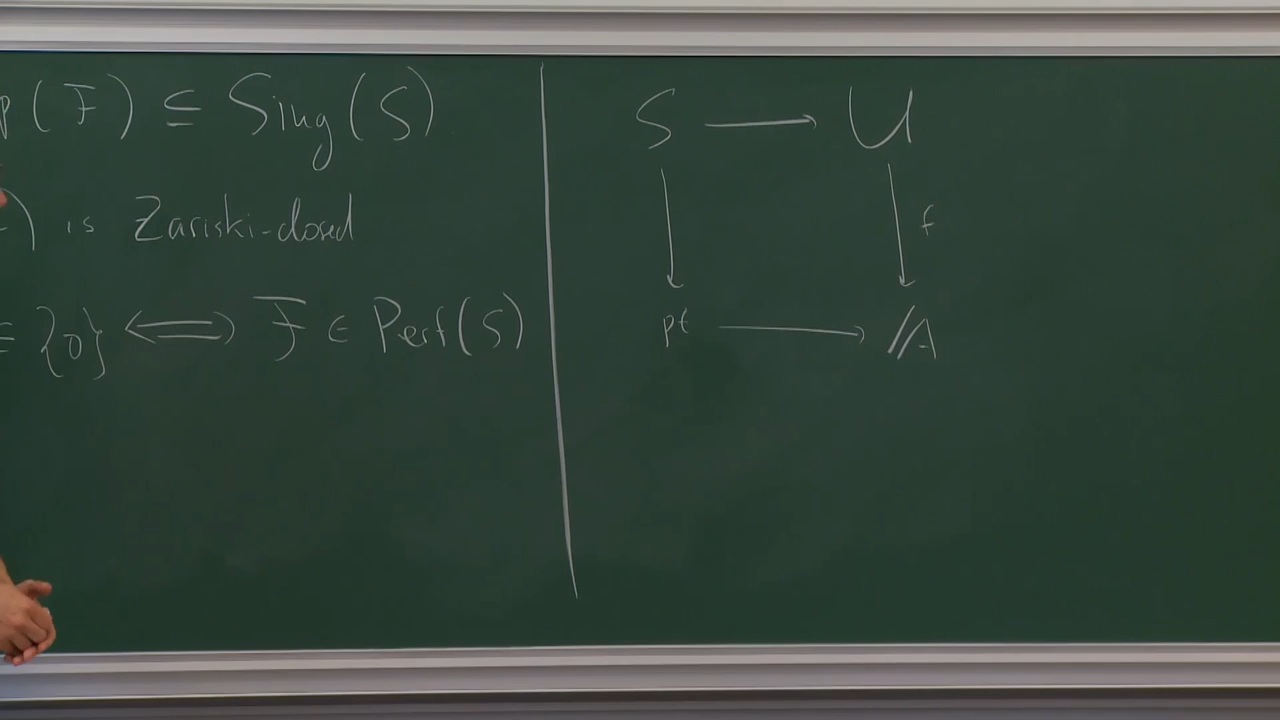 p(F) ⊆ Sing(S)
) is Zariski-closed
= {0} ⟺ F ∈ Perf(S)
S ⟶ U
f
pt ⟶ A